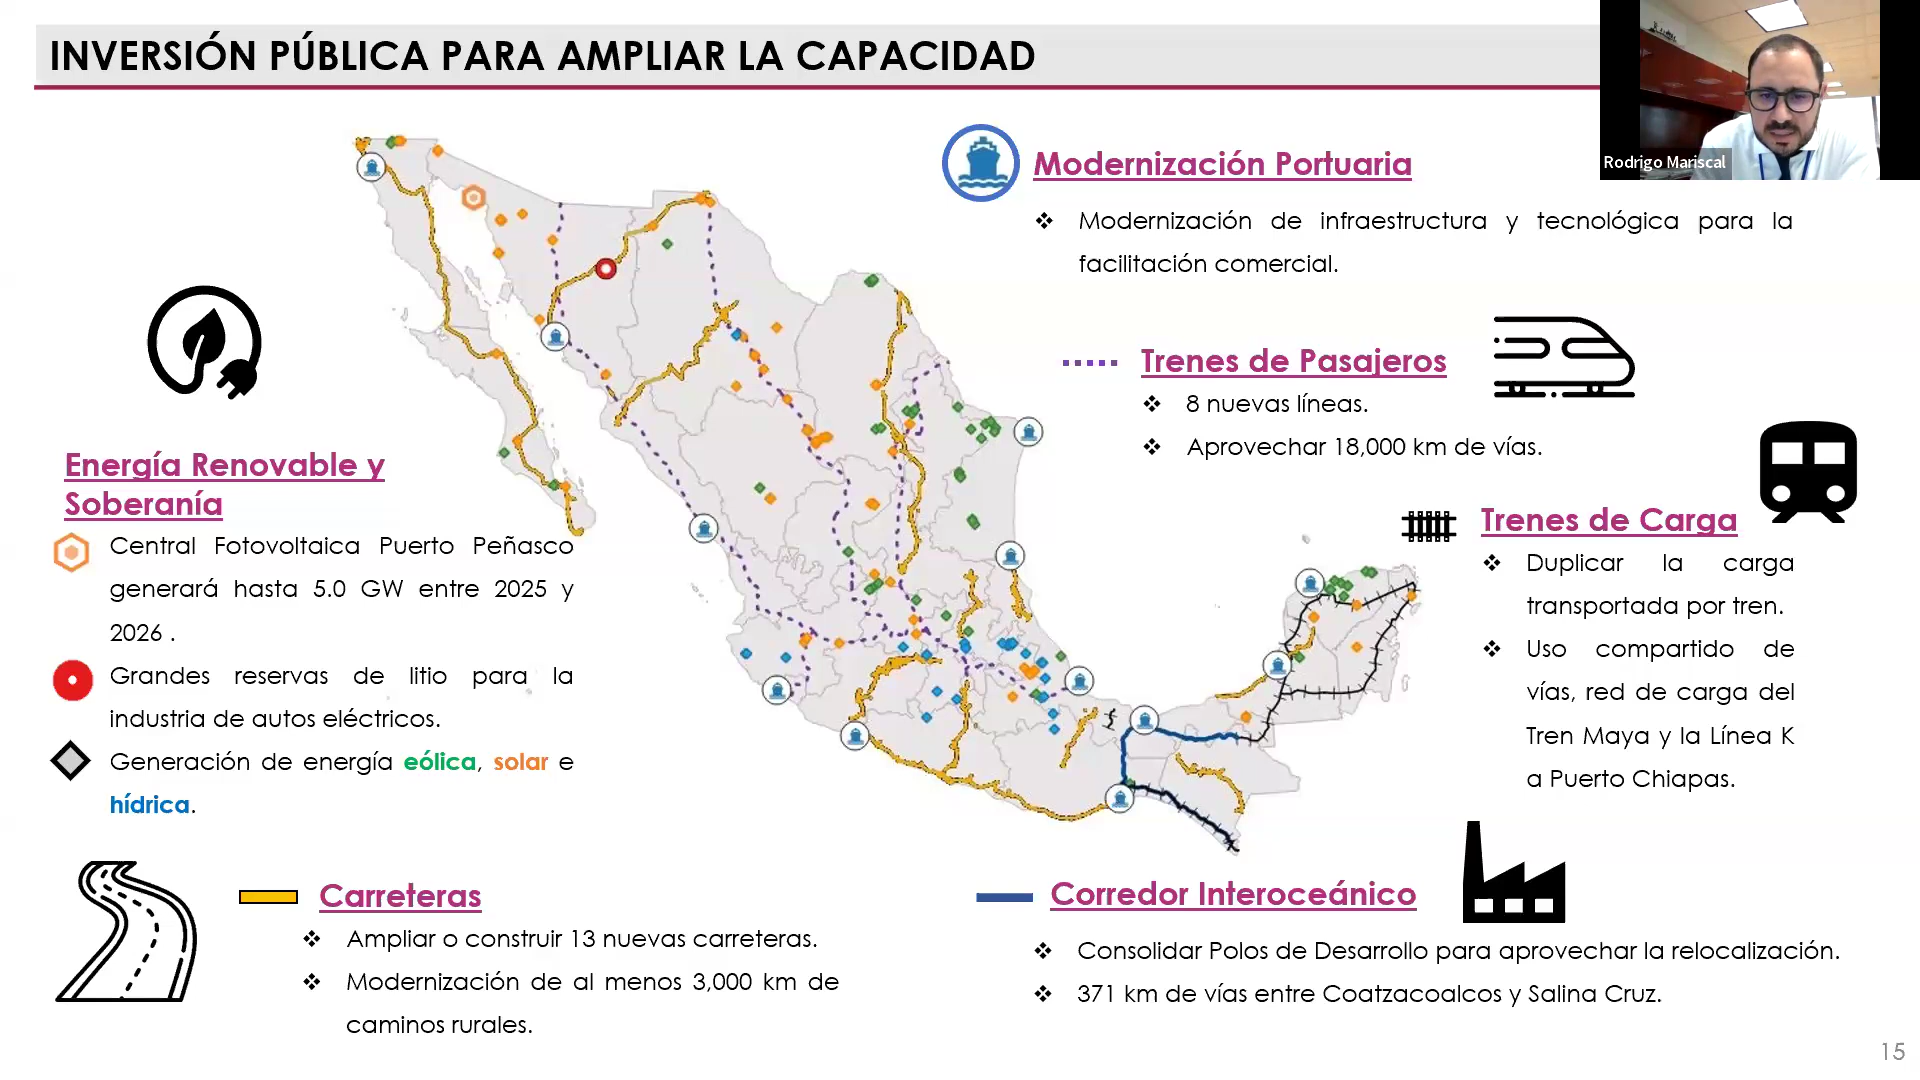 INVERSIÓN PÚBLICA PARA AMPLIAR LA CAPACIDAD
Rodrigo Mariscal
Modernización Portuaria
❖ Modernización de infraestructura y tecnológica para la
facilitación comercial.
Trenes de Pasajeros
❖ 8 nuevas líneas.
❖ Aprovechar 18,000 km de vías.
Energía Renovable y
Soberanía
Central Fotovoltaica Puerto Peñasco
generará hasta 5.0 GW entre 2025 y
2026 .
Grandes reservas de litio para la
industria de autos eléctricos.
Generación de energía eólica, solar e
hídrica.
Trenes de Carga
❖ Duplicar la carga
transportada por tren.
❖ Uso compartido de
vías, red de carga del
Tren Maya y la Línea K
a Puerto Chiapas.
Carreteras
❖ Ampliar o construir 13 nuevas carreteras.
❖ Modernización de al menos 3,000 km de
caminos rurales.
Corredor Interoceánico
❖ Consolidar Polos de Desarrollo para aprovechar la relocalización.
❖ 371 km de vías entre Coatzacoalcos y Salina Cruz.
15